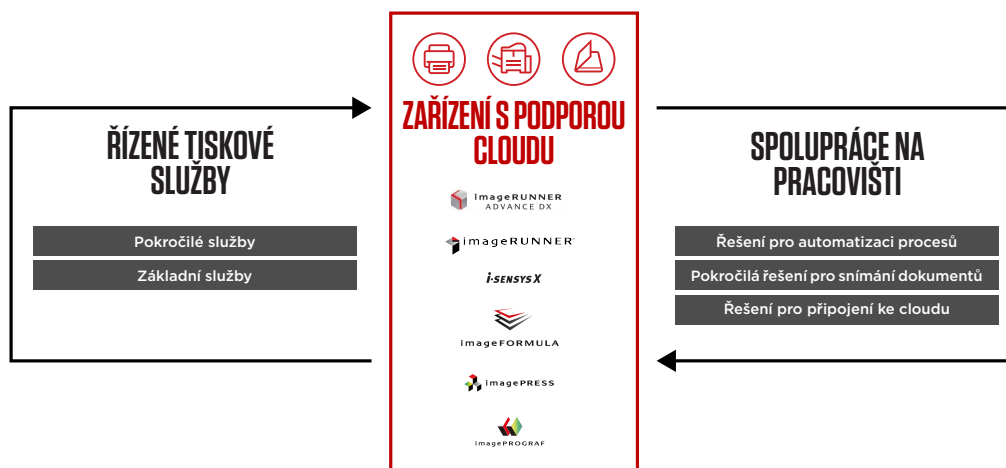 ŘÍZENÉ TISKOVÉ
SLUŽBY
Pokročilé služby
Základní služby
ZAŘÍZENÍ S PODPOROU
CLOUDU
imageRUNNER
ADVANCE DX
imageRUNNER
i-SENSYS X
imageFORMULA
imagePRESS
imagePROGRAF
SPOLUPRÁCE NA
PRACOVIŠTI
Řešení pro automatizaci procesů
Pokročilá řešení pro snímání dokumentů
Řešení pro připojení ke cloudu